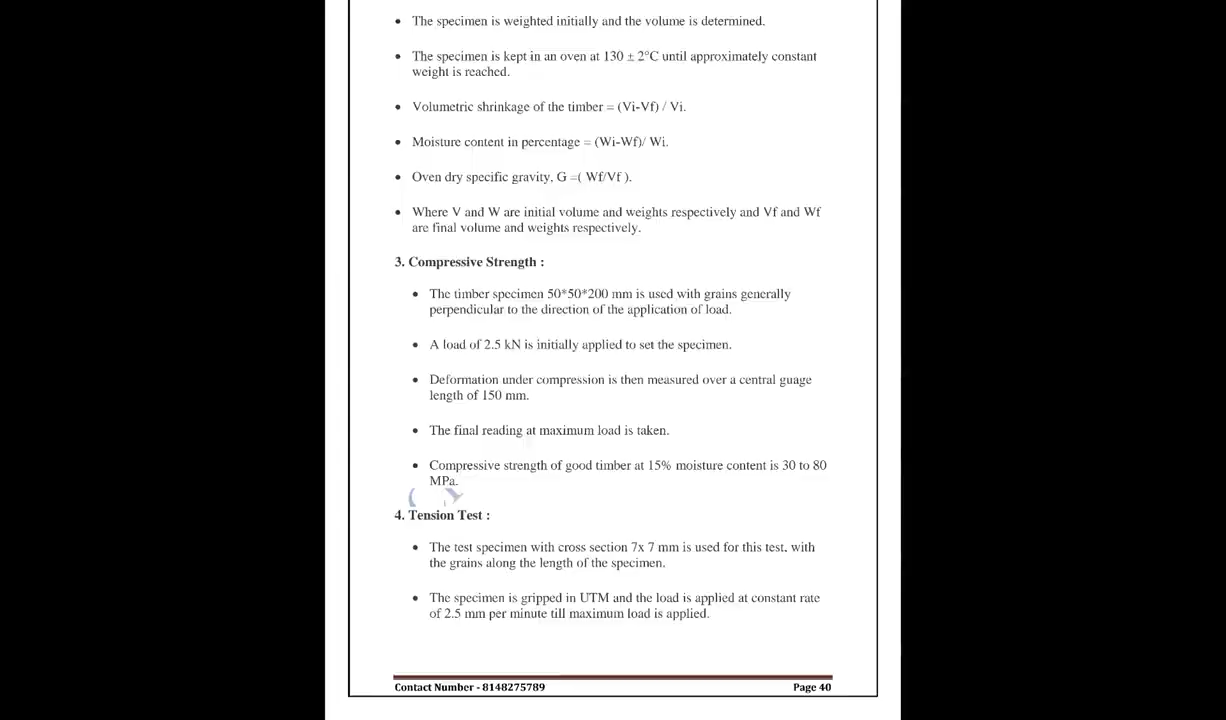 • The specimen is weighted initially and the volume is determined.
• The specimen is kept in an oven at 130 ± 2°C until approximately constant
weight is reached.
• Volumetric shrinkage of the timber = (Vi-Vf) / Vi.
• Moisture content in percentage = (Wi-Wf)/ Wi.
• Oven dry specific gravity, G =( Wf/Vf ).
• Where V and W are initial volume and weights respectively and Vf and Wf
are final volume and weights respectively.
3. Compressive Strength :
• The timber specimen 50*50*200 mm is used with grains generally
perpendicular to the direction of the application of load.
• A load of 2.5 kN is initially applied to set the specimen.
• Deformation under compression is then measured over a central guage
length of 150 mm.
• The final reading at maximum load is taken.
• Compressive strength of good timber at 15% moisture content is 30 to 80
MPa.
4. Tension Test :
• The test specimen with cross section 7x 7 mm is used for this test, with
the grains along the length of the specimen.
• The specimen is gripped in UTM and the load is applied at constant rate
of 2.5 mm per minute till maximum load is applied.
Contact Number - 8148275789 Page 40